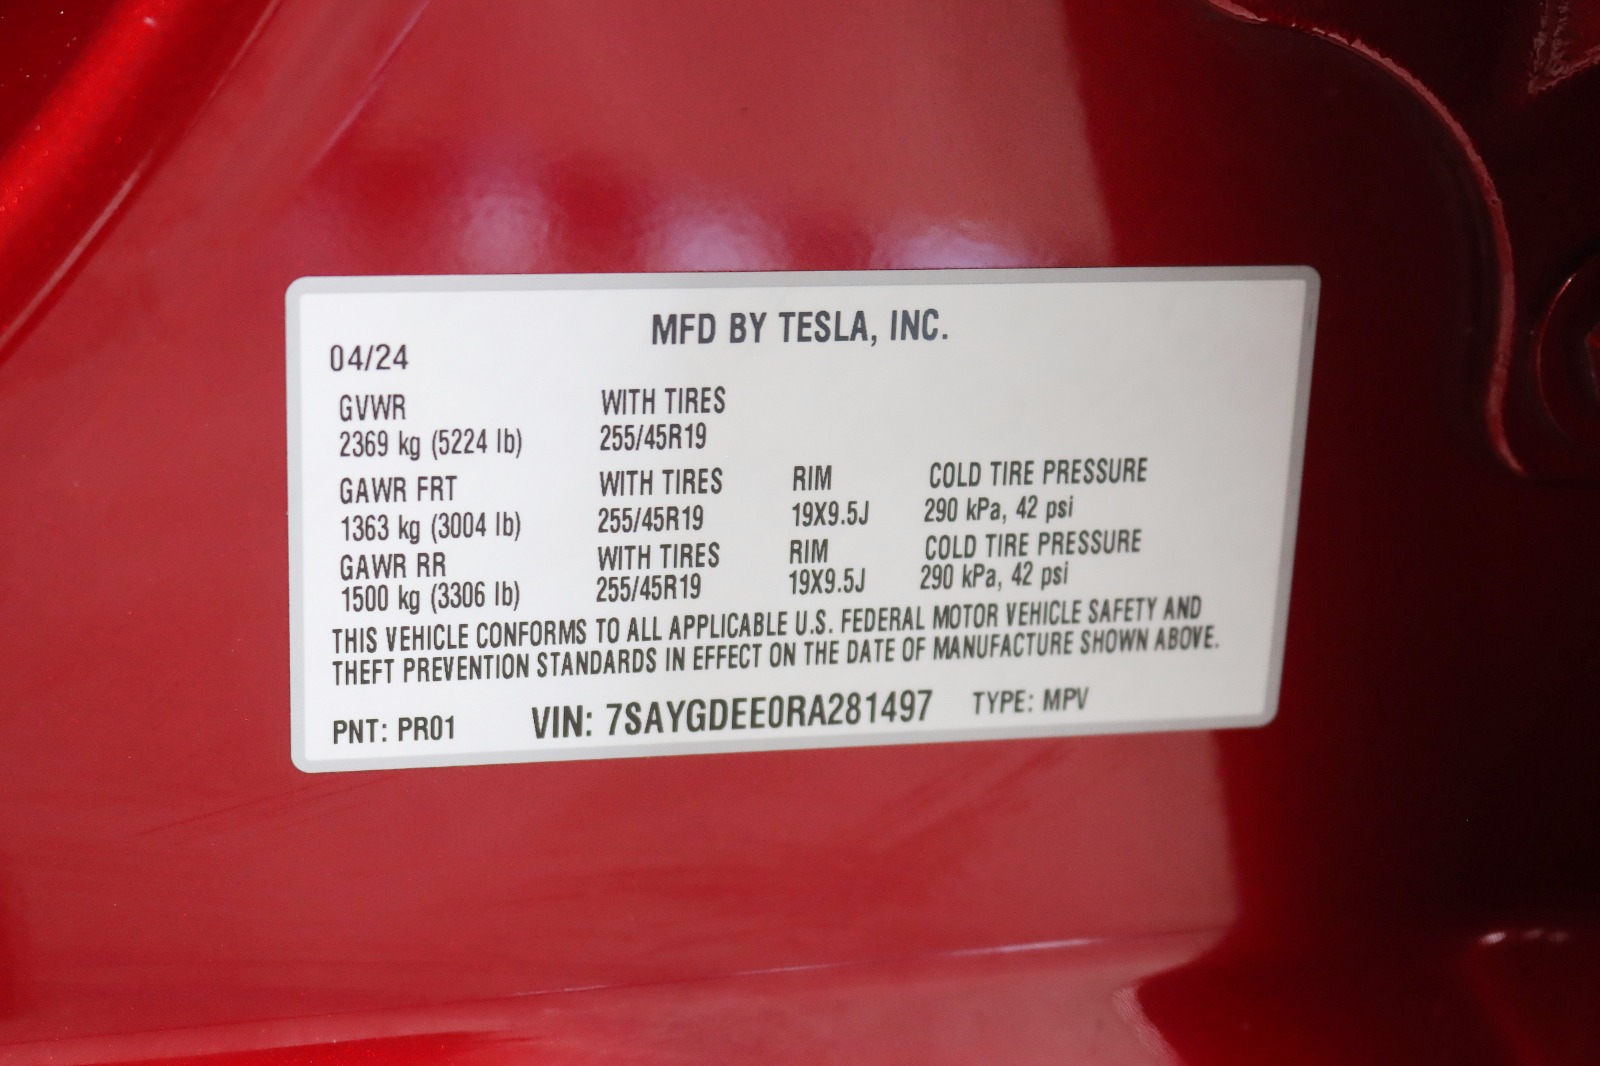 MFD BY TESLA, INC.
04/24
GVWR WITH TIRES
2369 kg (5224 lb) 255/45R19
GAWR FRT WITH TIRES RIM COLD TIRE PRESSURE
1363 kg (3004 lb) 255/45R19 19X9.5J 290 kPa, 42 psi
GAWR RR WITH TIRES RIM COLD TIRE PRESSURE
1500 kg (3306 lb) 255/45R19 19X9.5J 290 kPa, 42 psi
THIS VEHICLE CONFORMS TO ALL APPLICABLE U.S. FEDERAL MOTOR VEHICLE SAFETY AND
THEFT PREVENTION STANDARDS IN EFFECT ON THE DATE OF MANUFACTURE SHOWN ABOVE.
PNT: PR01 VIN: 7SAYGDEE0RA281497 TYPE: MPV